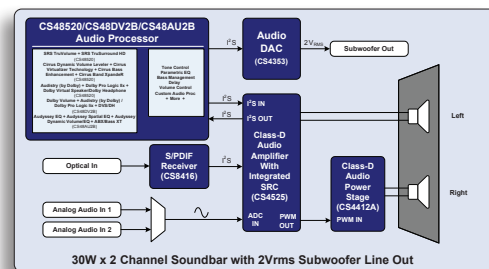 CS48520/CS48DV2B/CS48AU2B
Audio Processor
SRS TruVolume + SRS TruSurround HD
(CS48520)
Cirrus Dynamic Volume Leveler + Cirrus
Virtualizer Technology + Cirrus Bass
Enhancement + Cirrus Band XpandeR
(CS48520)
Audistry (by Dolby) + Dolby Pro Logic IIx +
Dolby Virtual Speaker/Dolby Headphone
(CS48520)
Dolby Volume + Audistry (by Dolby) /
Dolby Pro Logic IIx + DVS/DH
(CS48DV2B)
Audyssey EQ + Audyssey Spatial EQ + Audyssey
Dynamic Volume/EQ + ABX/Bass XT
(CS48AU2B)
Tone Control
Parametric EQ
Bass Management
Delay
Volume Control
Custom Audio Proc
+ More +
I²S
Audio
DAC
(CS4353)
2VRMS
Subwoofer Out
I²S IN
I²S OUT
Class-D
Audio
Amplifier
With
Integrated
SRC
(CS4525)
ADC
IN
PWM
OUT
Optical In
S/PDIF
Receiver
(CS8416)
I²S
Analog Audio In 1
Analog Audio In 2
Class-D
Audio
Power
Stage
(CS4412A)
PWM IN
Left
Right
30W x 2 Channel Soundbar with 2Vrms Subwoofer Line Out